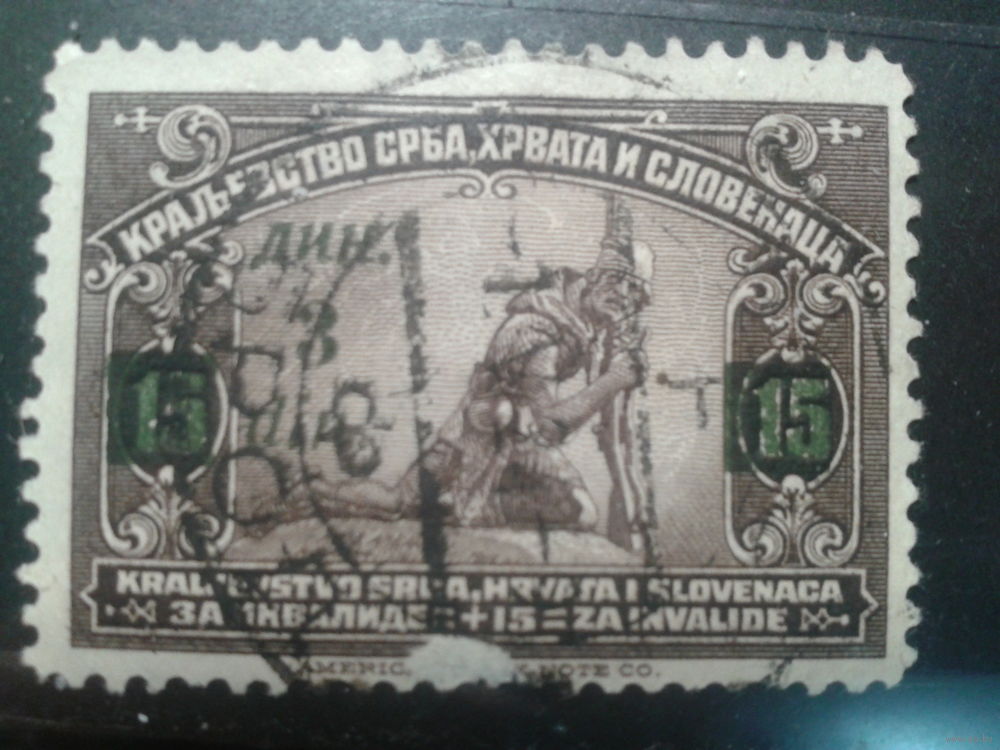 КРАЉЕВСТВО СРБА, ХРВАТА И СЛОВЕНАЦА
ДИН.
15 15
KRALJEVSTVO SRBA, HRVATA I SLOVENACA
ЗА ИНВАЛИДЕ +15= ZA INVALIDE
AMERIC. NOTE CO.